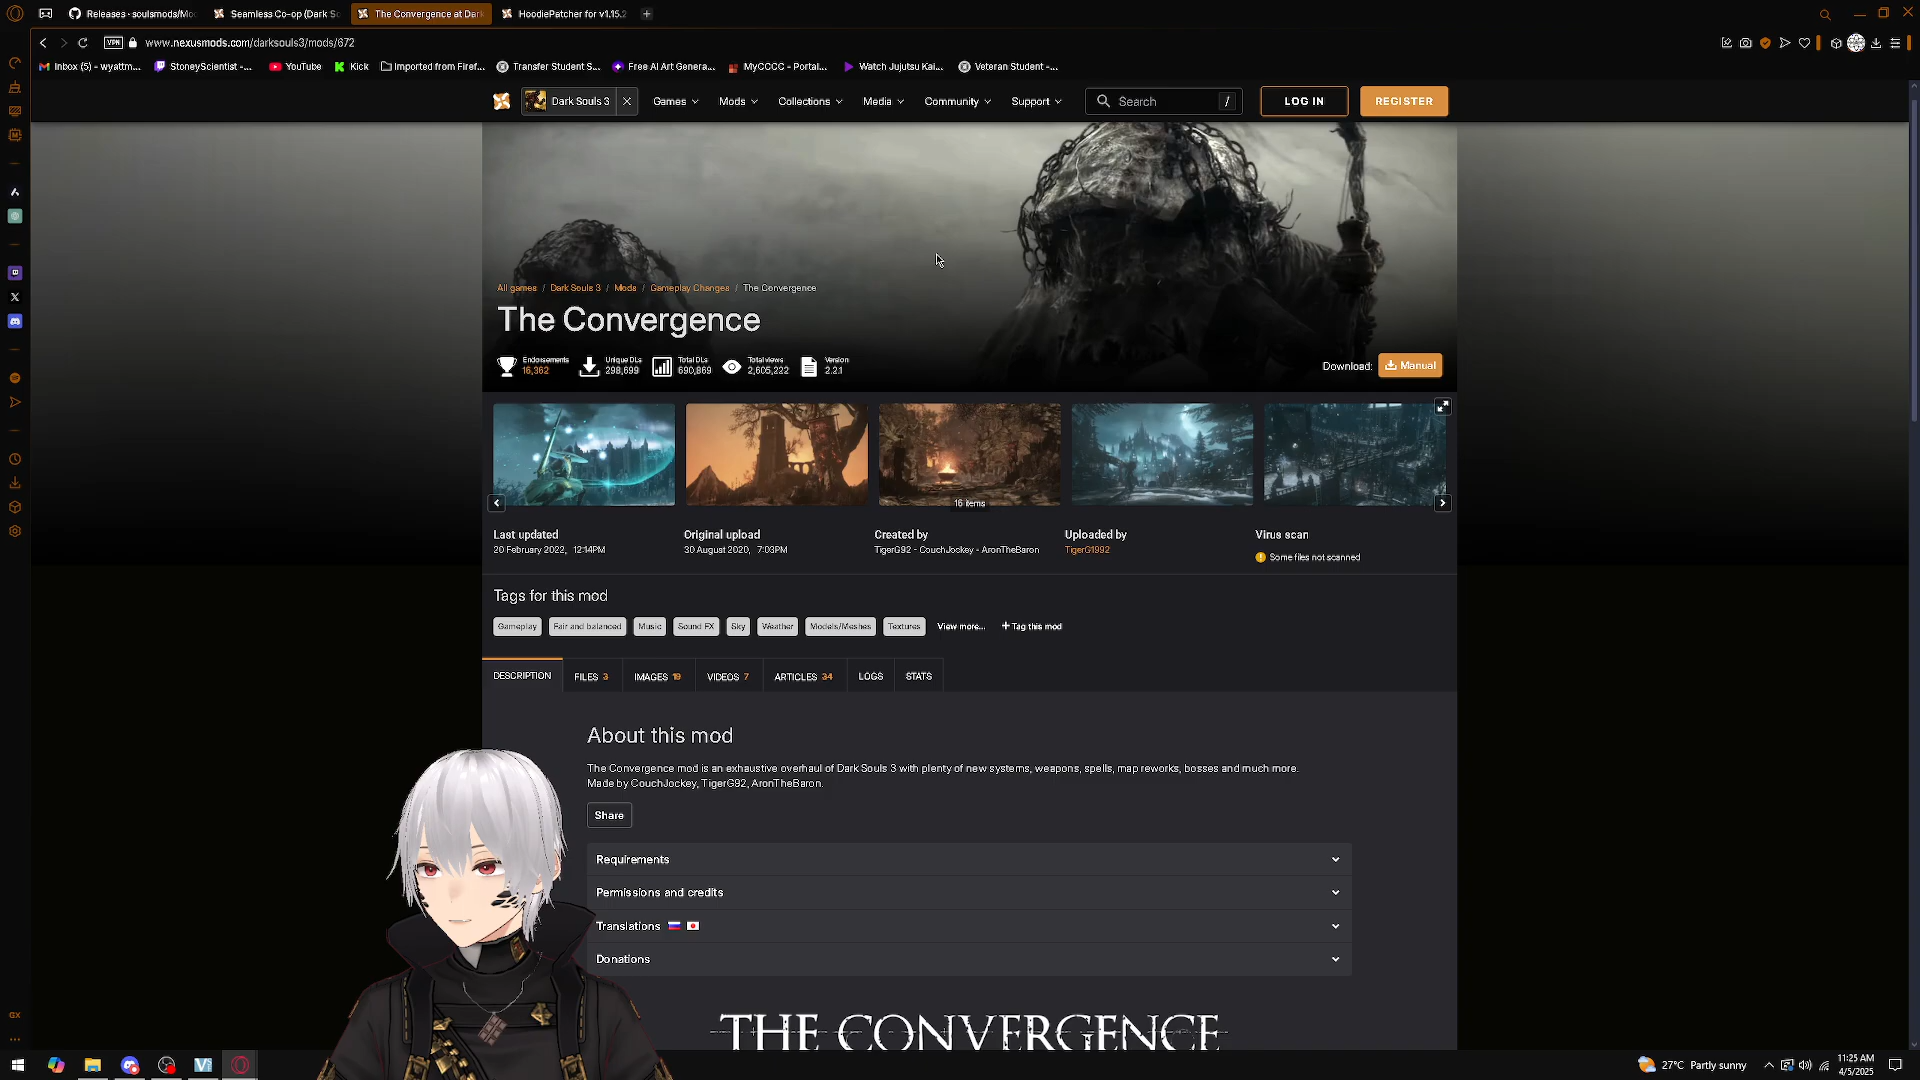 Releases · soulsmods/Mo
Seamless Co-op (Dark So
The Convergence at Dark
HoodiePatcher for v1.15.2
VPN
www.nexusmods.com/darksouls3/mods/672
Inbox (5) - wyattm...
StoneyScientist -...
YouTube
Kick
Imported from Firef...
Transfer Student S...
Free AI Art Genera...
MyCCCC - Portal...
Watch Jujutsu Kai...
Veteran Student -...
Dark Souls 3
Games
Mods
Collections
Media
Community
Support
Search
/
LOG IN
REGISTER
All games / Dark Souls 3 / Mods / Gameplay Changes / The Convergence
The Convergence
Endorsements
16,362
Unique DLs
298,699
Total DLs
690,869
Total views
2,605,222
Version
2.2.1
Download:
Manual
16 items
Last updated
20 February 2022, 12:14PM
Original upload
30 August 2020, 7:03PM
Created by
TigerG92 - CouchJockey - AronTheBaron
Uploaded by
TigerG1992
Virus scan
Some files not scanned
Tags for this mod
Gameplay
Fair and balanced
Music
Sound FX
Sky
Weather
Models/Meshes
Textures
View more...
+ Tag this mod
DESCRIPTION
FILES 3
IMAGES 19
VIDEOS 7
ARTICLES 34
LOGS
STATS
About this mod
The Convergence mod is an exhaustive overhaul of Dark Souls 3 with plenty of new systems, weapons, spells, map reworks, bosses and much more.
Made by CouchJockey, TigerG92, AronTheBaron.
Share
Requirements
Permissions and credits
Translations
Donations
THE CONVERGENCE
GX
27°C Partly sunny
11:25 AM
4/5/2025